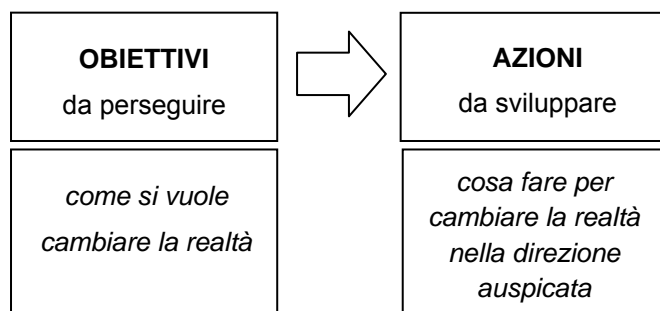 OBIETTIVI
da perseguire
AZIONI
da sviluppare
come si vuole
cambiare la realtà
cosa fare per
cambiare la realtà
nella direzione
auspicata